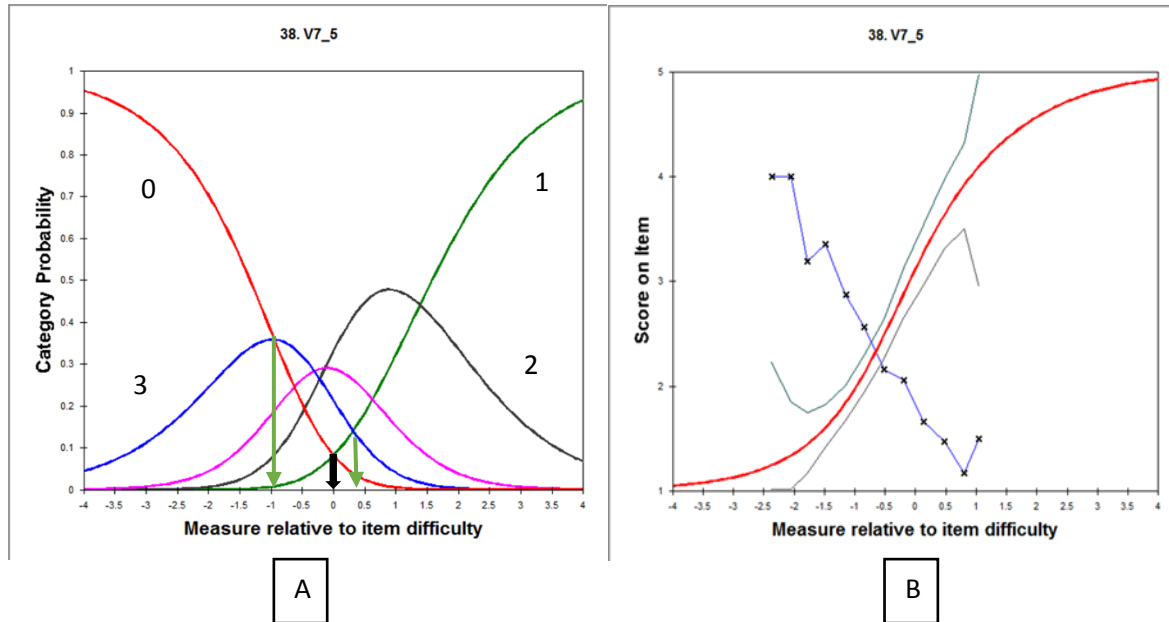 38. V7_5
Category Probability
1
0.9
0.8
0.7
0.6
0.5
0.4
0.3
0.2
0.1
0
0
1
2
3
-4 -3.5 -3 -2.5 -2 -1.5 -1 -0.5 0 0.5 1 1.5 2 2.5 3 3.5 4
Measure relative to item difficulty
A
38. V7_5
Score on Item
5
4
3
2
1
-4 -3.5 -3 -2.5 -2 -1.5 -1 -0.5 0 0.5 1 1.5 2 2.5 3 3.5 4
Measure relative to item difficulty
B